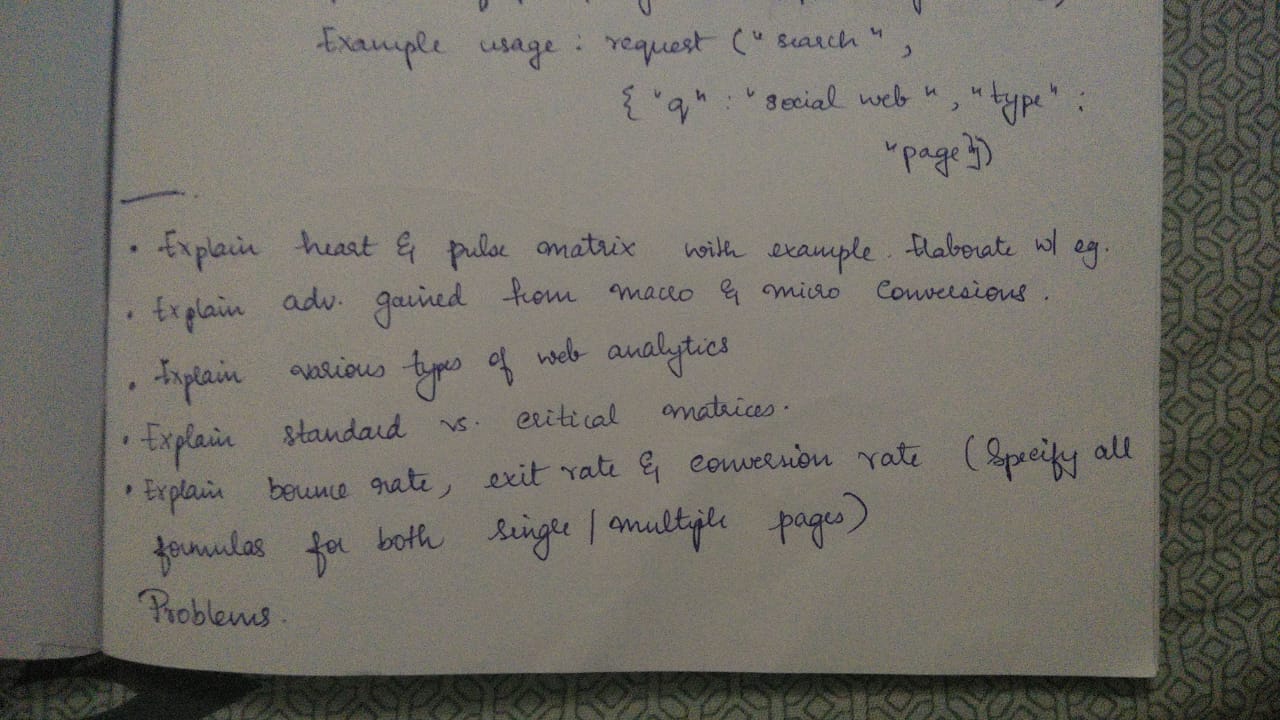 Example usage : request ("search",
{"q" : "social web", "type" :
"page"})
• Explain heart & pulse matrix with example. Elaborate w/ eg.
• Explain adv. gained from macro & micro conversions.
• Explain various types of web analytics
• Explain standard vs. critical matrices.
• Explain bounce rate, exit rate & conversion rate (Specify all
formulas for both single / multiple pages)
Problems.